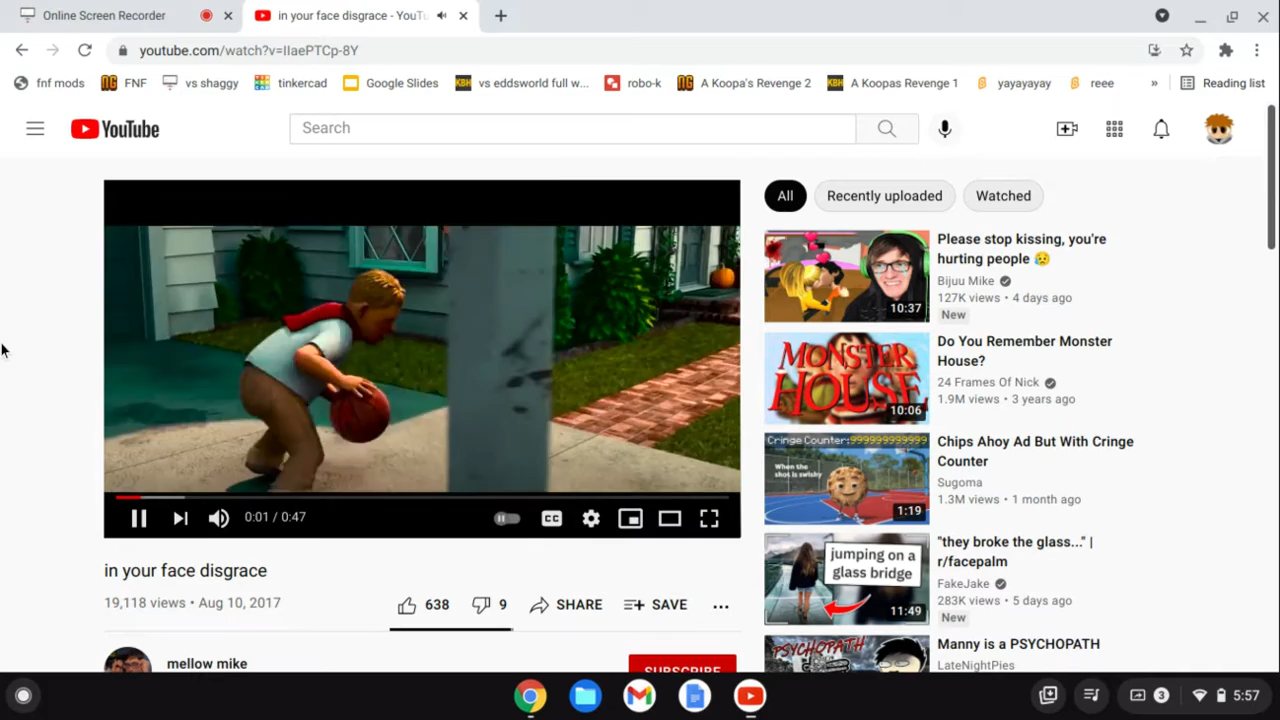 Online Screen Recorder
in your face disgrace - YouTu
youtube.com/watch?v=IIaePTCp-8Y
fnf mods
FNF
vs shaggy
tinkercad
Google Slides
KBH
vs eddsworld full w...
robo-k
A Koopa's Revenge 2
KBH
A Koopas Revenge 1
yayayayay
reee
»
Reading list
YouTube
Search
All
Recently uploaded
Watched
Please stop kissing, you're
hurting people 😥
Bijuu Mike
127K views • 4 days ago
New
10:37
MONSTER
HOUSE
10:06
Do You Remember Monster
House?
24 Frames Of Nick
1.9M views • 3 years ago
Cringe Counter:999999999999
When the
shot is swishy
1:19
Chips Ahoy Ad But With Cringe
Counter
Sugoma
1.3M views • 1 month ago
jumping on a
glass bridge
11:49
"they broke the glass..." |
r/facepalm
FakeJake
283K views • 5 days ago
New
PSYCHOPATH
Manny is a PSYCHOPATH
LateNightPies
0:01 / 0:47
CC
in your face disgrace
19,118 views • Aug 10, 2017
638
9
SHARE
SAVE
mellow mike
SUBSCRIBE
3
5:57